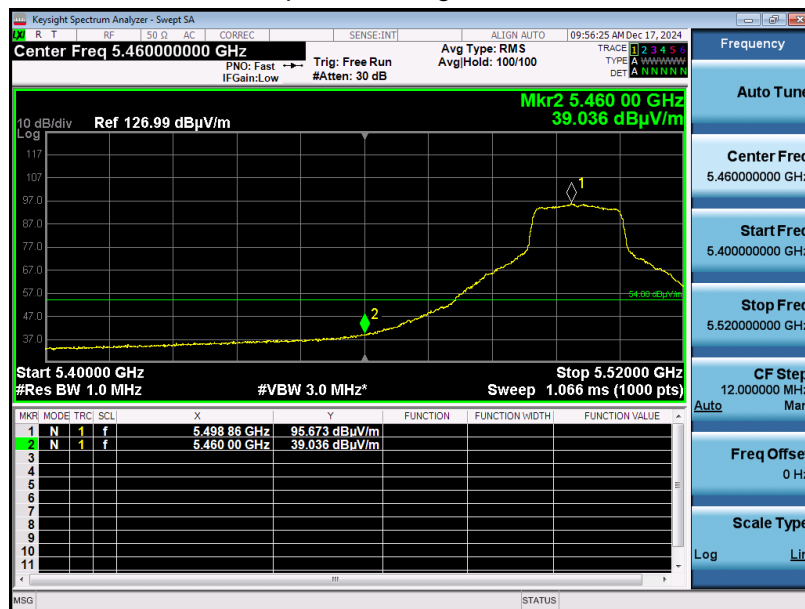 Keysight Spectrum Analyzer - Swept SA
LXI R T RF 50 Ω AC CORREC SENSE:INT ALIGN AUTO 09:56:25 AM Dec 17, 2024
Center Freq 5.460000000 GHz
PNO: Fast
IFGain:Low
Trig: Free Run
#Atten: 30 dB
Avg Type: RMS
Avg|Hold: 100/100
TRACE 1 2 3 4 5 6
TYPE A WWWWW
DET A N N N N N
Mkr2 5.460 00 GHz
39.036 dBµV/m
10 dB/div Ref 126.99 dBµV/m
Log
117
107
97.0
87.0
77.0
67.0
57.0
47.0
37.0
1
2
54.00 dBµV/m
Start 5.40000 GHz Stop 5.52000 GHz
#Res BW 1.0 MHz #VBW 3.0 MHz* Sweep 1.066 ms (1000 pts)
MKR MODE TRC SCL X Y FUNCTION FUNCTION WIDTH FUNCTION VALUE
1 N 1 f 5.498 86 GHz 95.673 dBµV/m
2 N 1 f 5.460 00 GHz 39.036 dBµV/m
3
4
5
6
7
8
9
10
11
MSG STATUS
Frequency
Auto Tune
Center Freq
5.460000000 GHz
Start Freq
5.400000000 GHz
Stop Freq
5.520000000 GHz
CF Step
12.000000 MHz
Auto Man
Freq Offset
0 Hz
Scale Type
Log Lin